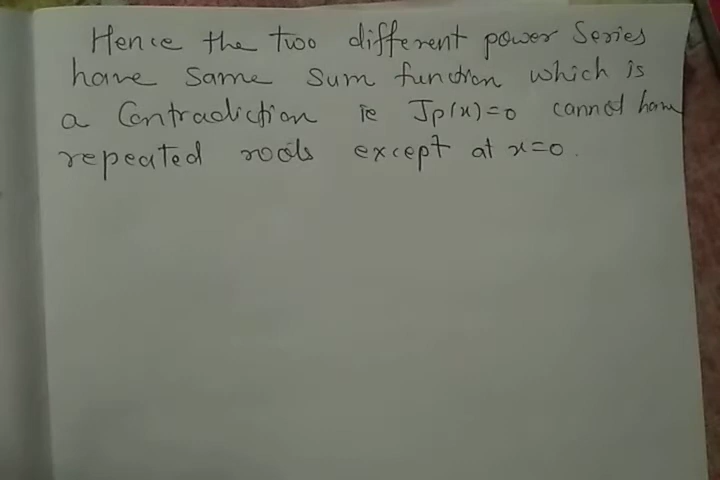 Hence the two different power Series
have same sum function which is
a Contradiction ie Jp(x)=0 cannot have
repeated roots except at x=0.